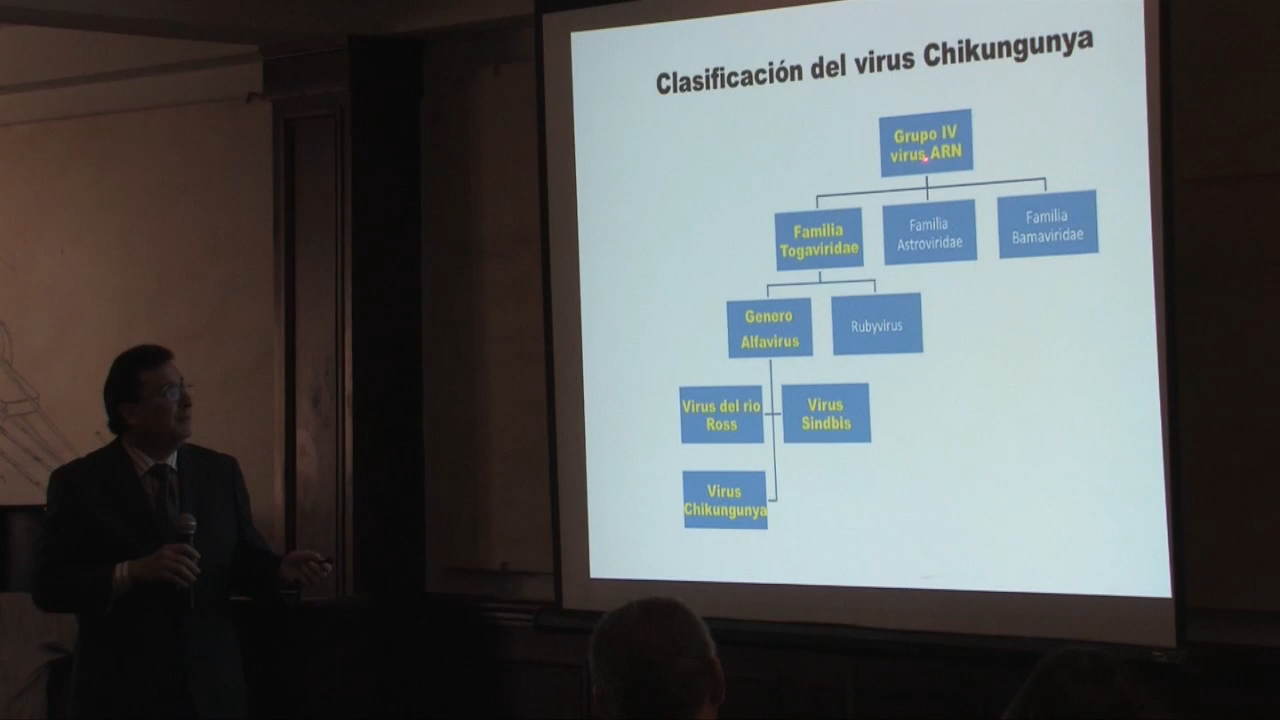 Clasificación del virus Chikungunya
Grupo IV
virus ARN
Familia
Togaviridae
Familia
Astroviridae
Familia
Bamaviridae
Genero
Alfavirus
Rubyvirus
Virus del rio
Ross
Virus
Sindbis
Virus
Chikungunya